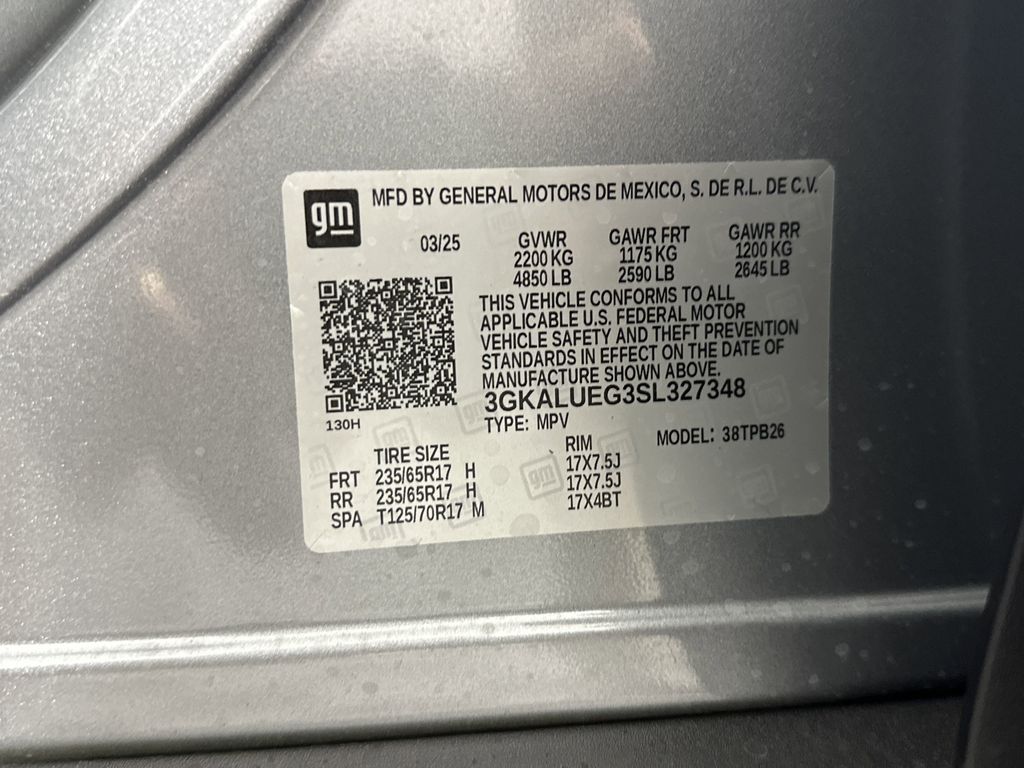 gm MFD BY GENERAL MOTORS DE MEXICO, S. DE R.L. DE C.V.
03/25 GVWR GAWR FRT GAWR RR
2200 KG 1175 KG 1200 KG
4850 LB 2590 LB 2645 LB
THIS VEHICLE CONFORMS TO ALL
APPLICABLE U.S. FEDERAL MOTOR
VEHICLE SAFETY AND THEFT PREVENTION
STANDARDS IN EFFECT ON THE DATE OF
MANUFACTURE SHOWN ABOVE.
3GKALUEG3SL327348
130H
TYPE: MPV MODEL: 38TPB26
TIRE SIZE RIM
FRT 235/65R17 H 17X7.5J
RR 235/65R17 H 17X7.5J
SPA T125/70R17 M 17X4BT
gm